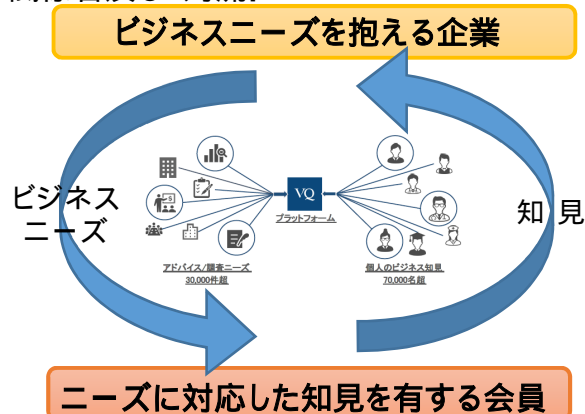 ビジネスニーズを抱える企業
ビジネス
ニーズ
VQ
プラットフォーム
知 見
アドバイス/調査ニーズ
30,000件超
個人のビジネス知見
70,000名超
ニーズに対応した知見を有する会員